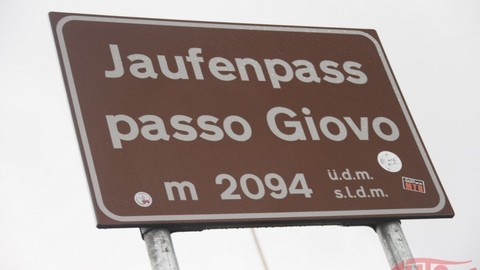 Jaufenpass
passo Giovo
m 2094 ü.d.m.
s.l.d.m.